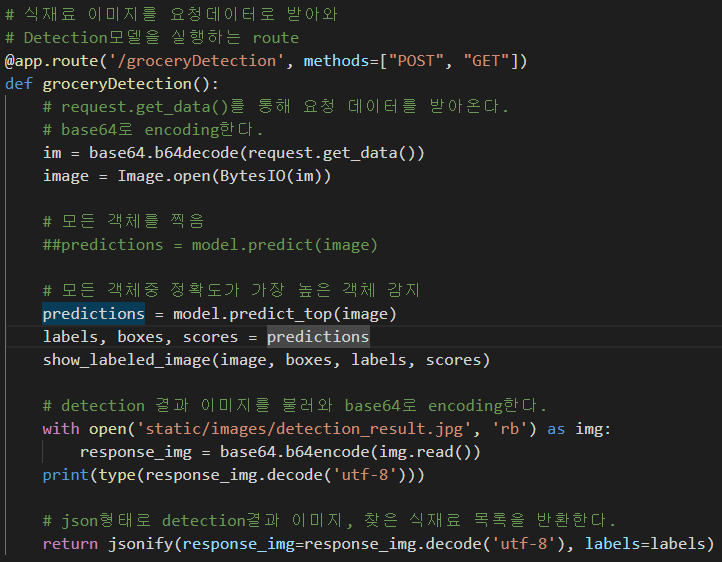 # 식재료 이미지를 요청데이터로 받아와
# Detection모델을 실행하는 route
@app.route('/groceryDetection', methods=["POST", "GET"])
def groceryDetection():
    # request.get_data()를 통해 요청 데이터를 받아온다.
    # base64로 encoding한다.
    im = base64.b64decode(request.get_data())
    image = Image.open(BytesIO(im))

    # 모든 객체를 찍음
    ##predictions = model.predict(image)

    # 모든 객체중 정확도가 가장 높은 객체 감지
    predictions = model.predict_top(image)
    labels, boxes, scores = predictions
    show_labeled_image(image, boxes, labels, scores)

    # detection 결과 이미지를 불러와 base64로 encoding한다.
    with open('static/images/detection_result.jpg', 'rb') as img:
        response_img = base64.b64encode(img.read())
    print(type(response_img.decode('utf-8')))

    # json형태로 detection결과 이미지, 찾은 식재료 목록을 반환한다.
    return jsonify(response_img=response_img.decode('utf-8'), labels=labels)